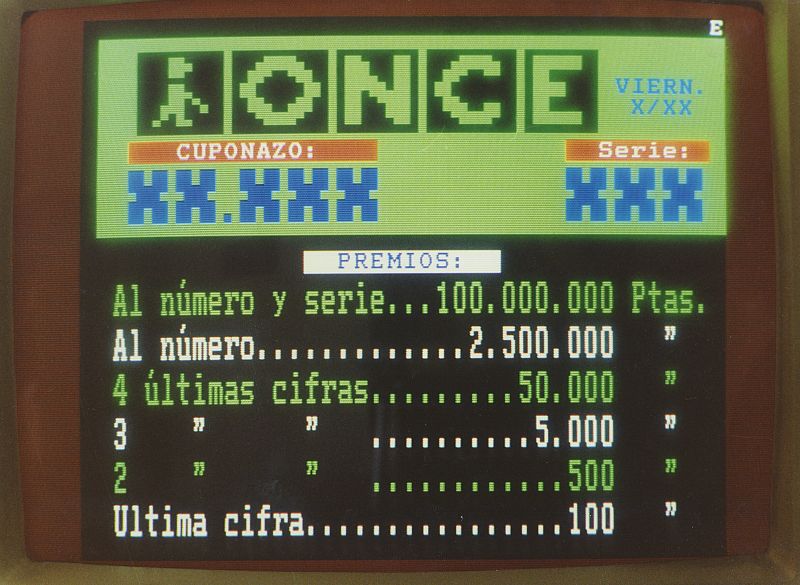 E
ONCE
VIERN.
X/XX
CUPONAZO: Serie:
XX.XXX XXX
PREMIOS:
Al número y serie...100.000.000 Ptas.
Al número.............2.500.000 "
4 últimas cifras.........50.000 "
3 " " ..........5.000 "
2 " " ............500 "
Ultima cifra................100 "